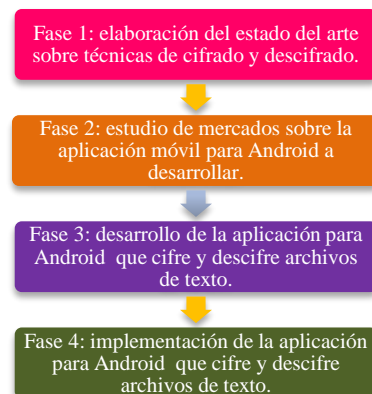 Fase 1: elaboración del estado del arte
sobre técnicas de cifrado y descifrado.
Fase 2: estudio de mercados sobre la
aplicación móvil para Android a
desarrollar.
Fase 3: desarrollo de la aplicación para
Android que cifre y descifre archivos
de texto.
Fase 4: implementación de la aplicación
para Android que cifre y descifre
archivos de texto.